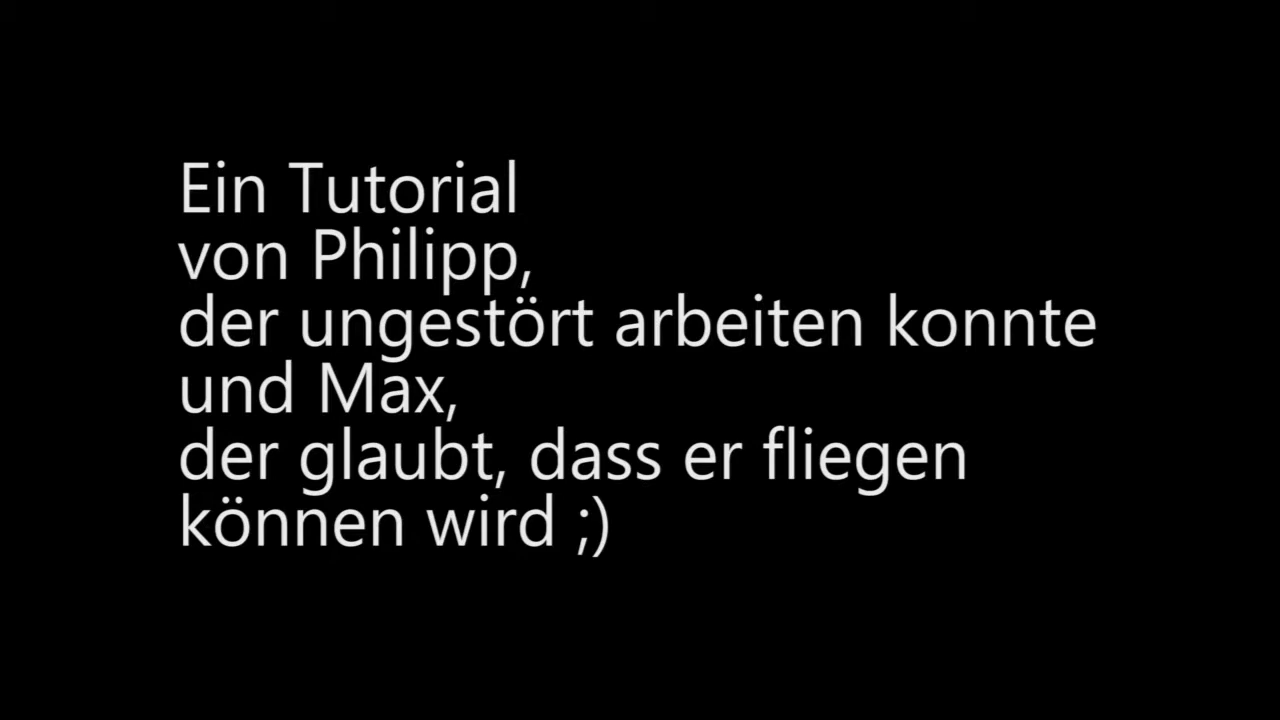 Ein Tutorial
von Philipp,
der ungestört arbeiten konnte
und Max,
der glaubt, dass er fliegen
können wird ;)